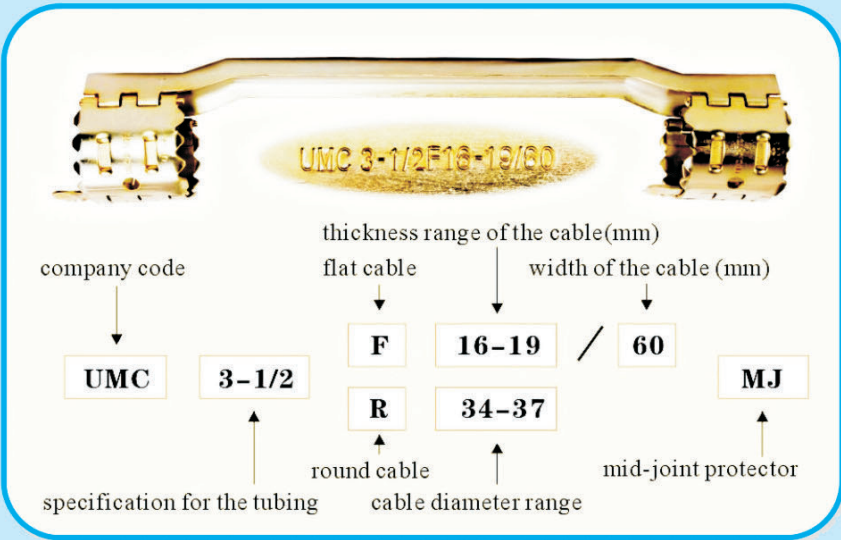 UMC 3-1/2F16-19/60
thickness range of the cable(mm)
company code
flat cable
width of the cable (mm)
F 16-19 / 60
UMC 3-1/2 MJ
R 34-37
round cable
mid-joint protector
specification for the tubing
cable diameter range